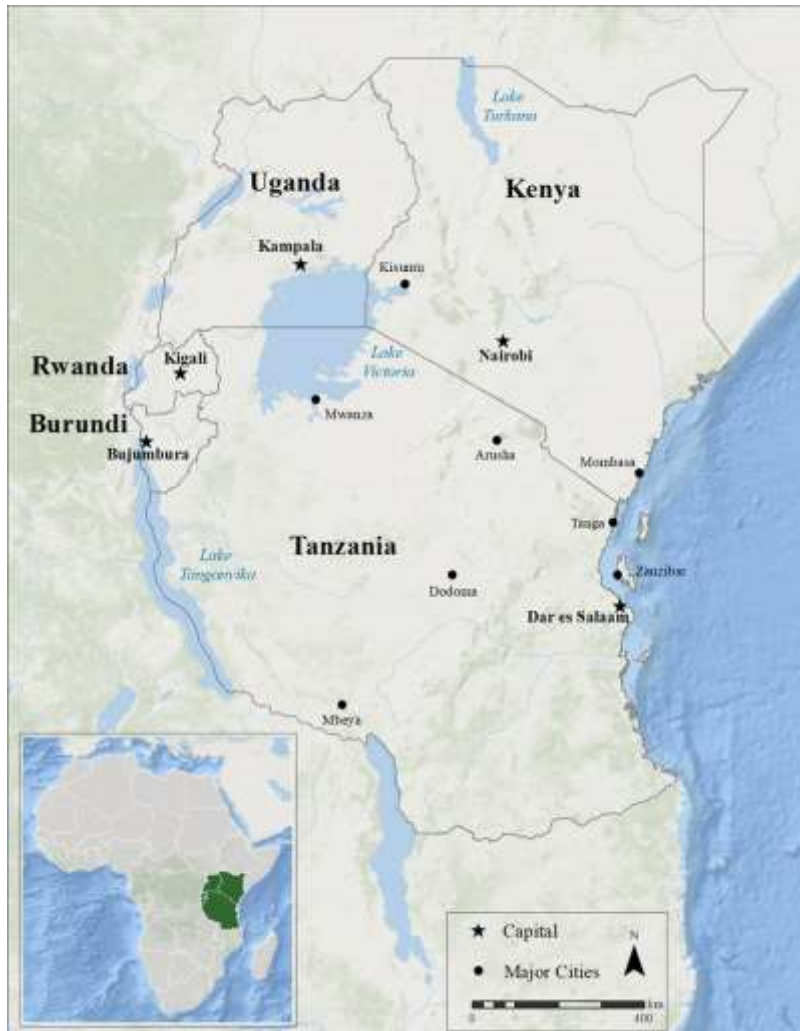 Lake
Turkana
Uganda
Kenya
Kampala
Kisumu
Rwanda
Kigali
Lake
Victoria
Nairobi
Burundi
Mwanza
Bujumbura
Arusha
Mombasa
Tanga
Lake
Tanganyika
Tanzania
Zanzibar
Dodoma
Dar es Salaam
Mbeya
Capital
N
Major Cities
km
0
400